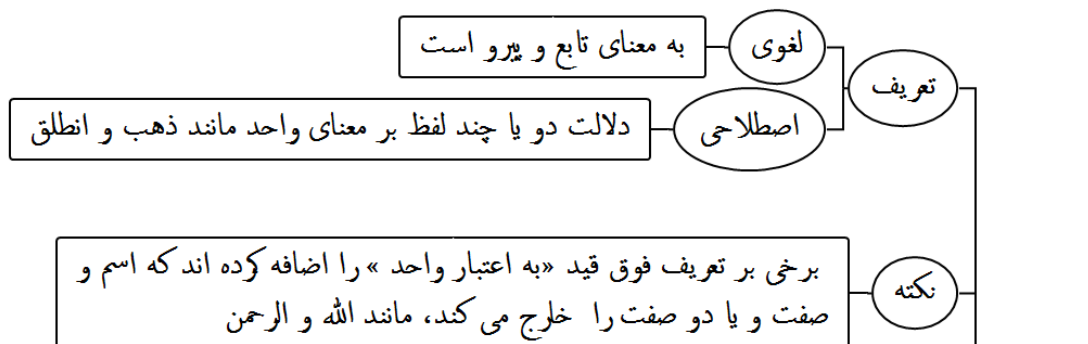 تعریف
لغوی
به معنای تابع و پیرو است
اصطلاحی
دلالت دو یا چند لفظ بر معنای واحد مانند ذهب و انطلق
نکته
برخی بر تعریف فوق قید «به اعتبار واحد » را اضافه کرده اند که اسم و
صفت و یا دو صفت را خارج می کند، مانند الله و الرحمن